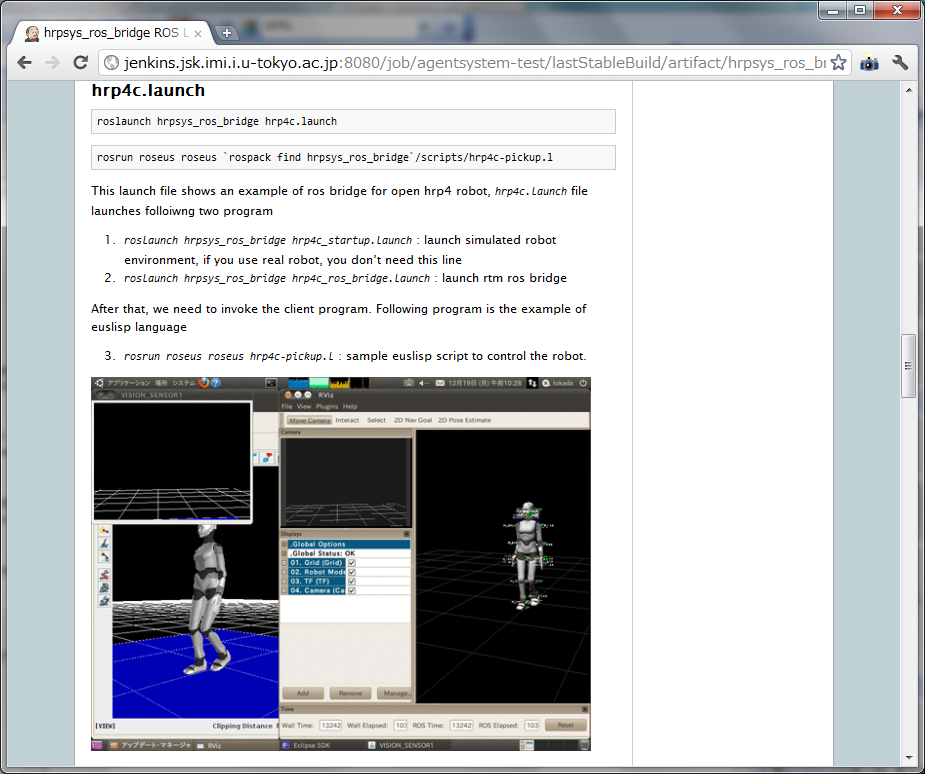 hrpsys_ros_bridge ROS L
jenkins.jsk.imi.i.u-tokyo.ac.jp:8080/job/agentsystem-test/lastStableBuild/artifact/hrpsys_ros_bri
hrp4c.launch
roslaunch hrpsys_ros_bridge hrp4c.launch
rosrun roseus roseus `rospack find hrpsys_ros_bridge`/scripts/hrp4c-pickup.l
This launch file shows an example of ros bridge for open hrp4 robot, hrp4c.launch file
launches folloiwng two program
1. roslaunch hrpsys_ros_bridge hrp4c_startup.launch : launch simulated robot
environment, if you use real robot, you don’t need this line
2. roslaunch hrpsys_ros_bridge hrp4c_ros_bridge.launch : launch rtm ros bridge
After that, we need to invoke the client program. Following program is the example of
euslisp language
3. rosrun roseus roseus hrp4c-pickup.l : sample euslisp script to control the robot.
アプリケーション 場所 システム 12月19日 (月) 午前10:28 lokada
VISION_SENSOR1
RViz
File View Plugins Help
Move Camera Interact Select 2D Nav Goal 2D Pose Estimate
Camera
Displays
.Global Options
.Global Status: OK
01. Grid (Grid)
02. Robot Mode
03. TF (TF)
04. Camera (Ca
Add Remove Manage..
Time
[VIEW] Clipping Distance
Wall Time: 13242 Wall Elapsed: 103 ROS Time: 13242 ROS Elapsed: 103 Reset
アップデート・マネージャ RViz Eclipse SDK VISION_SENSOR1